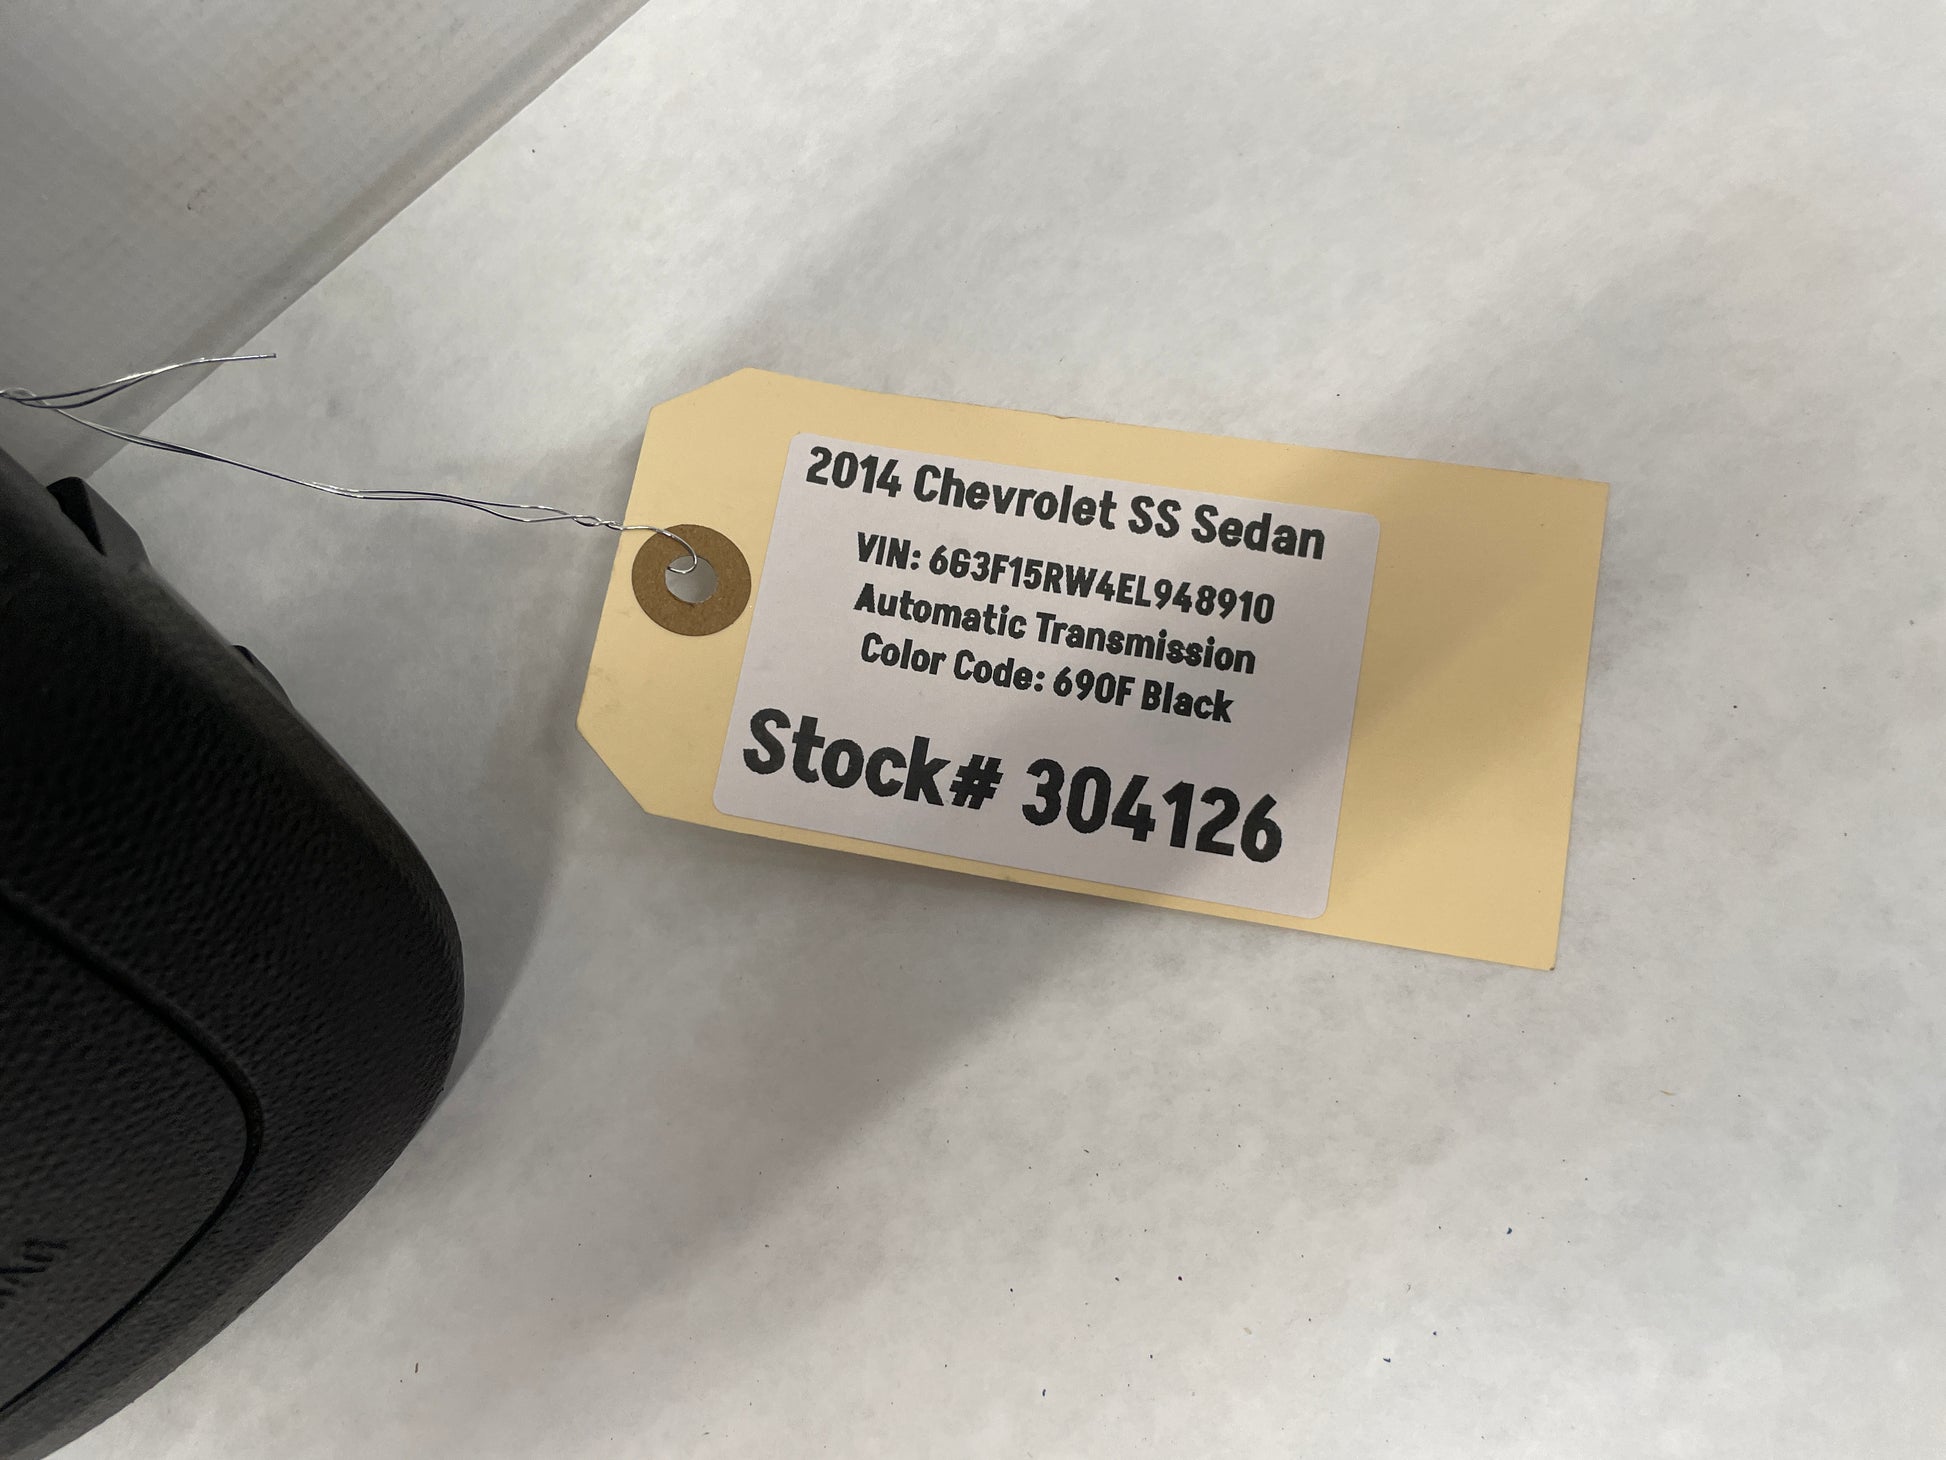 2014 Chevrolet SS Sedan
VIN: 6G3F15RW4EL948910
Automatic Transmission
Color Code: 690F Black
Stock# 304126